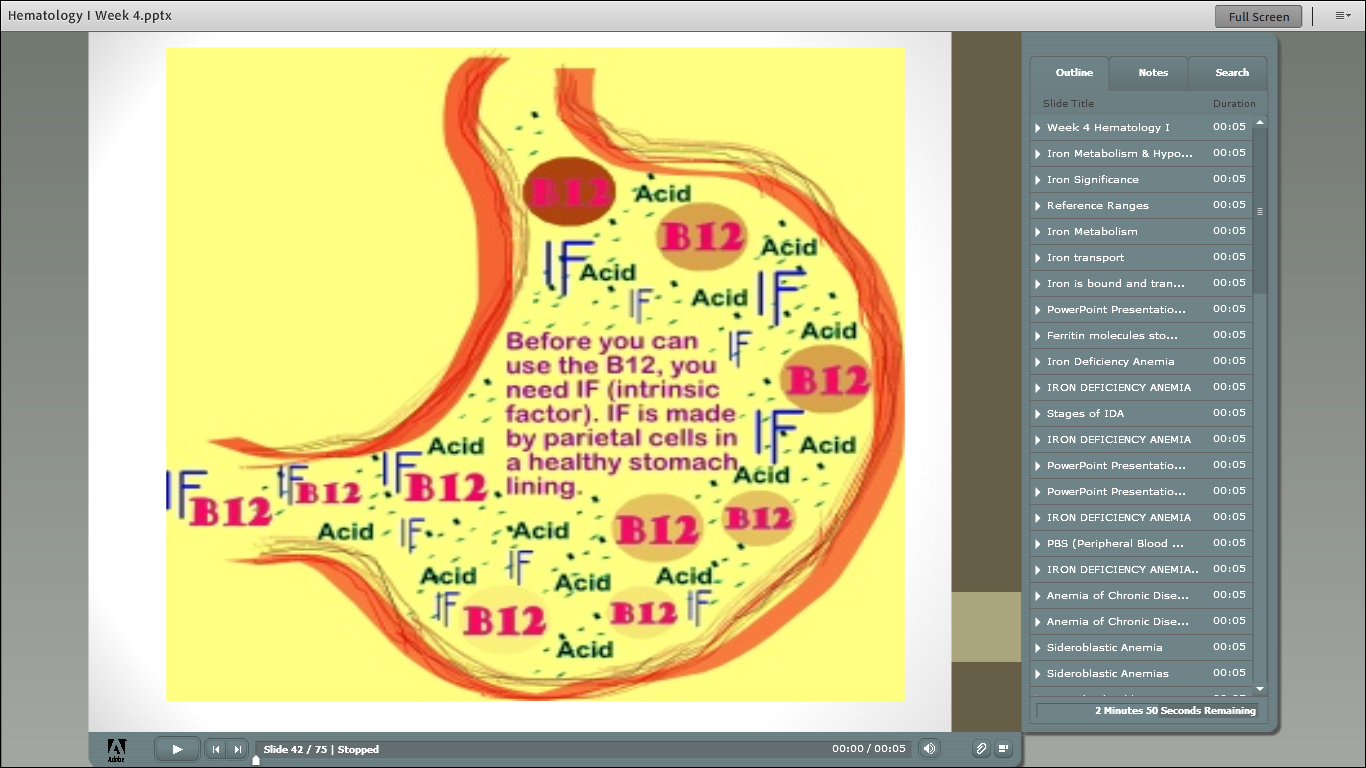 Hematology I Week 4.pptx
Full Screen
B12
Acid
B12
Acid
IF
Acid
IF
Acid
IF
Acid
IF
B12
Before you can
use the B12, you
need IF (intrinsic
factor). IF is made
by parietal cells in
a healthy stomach
lining.
IF
Acid
Acid
Acid
IF
B12
IF
B12
IF
B12
Acid
IF
Acid
B12
B12
IF
Acid
Acid
Acid
IF
B12
B12
IF
Acid
Outline
Notes
Search
Slide Title
Duration
Week 4 Hematology I 00:05
Iron Metabolism & Hypo... 00:05
Iron Significance 00:05
Reference Ranges 00:05
Iron Metabolism 00:05
Iron transport 00:05
Iron is bound and tran... 00:05
PowerPoint Presentatio... 00:05
Ferritin molecules sto... 00:05
Iron Deficiency Anemia 00:05
IRON DEFICIENCY ANEMIA 00:05
Stages of IDA 00:05
IRON DEFICIENCY ANEMIA 00:05
PowerPoint Presentatio... 00:05
PowerPoint Presentatio... 00:05
IRON DEFICIENCY ANEMIA 00:05
PBS (Peripheral Blood ... 00:05
IRON DEFICIENCY ANEMIA.. 00:05
Anemia of Chronic Dise... 00:05
Anemia of Chronic Dise... 00:05
Sideroblastic Anemia 00:05
Sideroblastic Anemias 00:05
2 Minutes 50 Seconds Remaining
Adobe
Slide 42 / 75 | Stopped
00:00 / 00:05